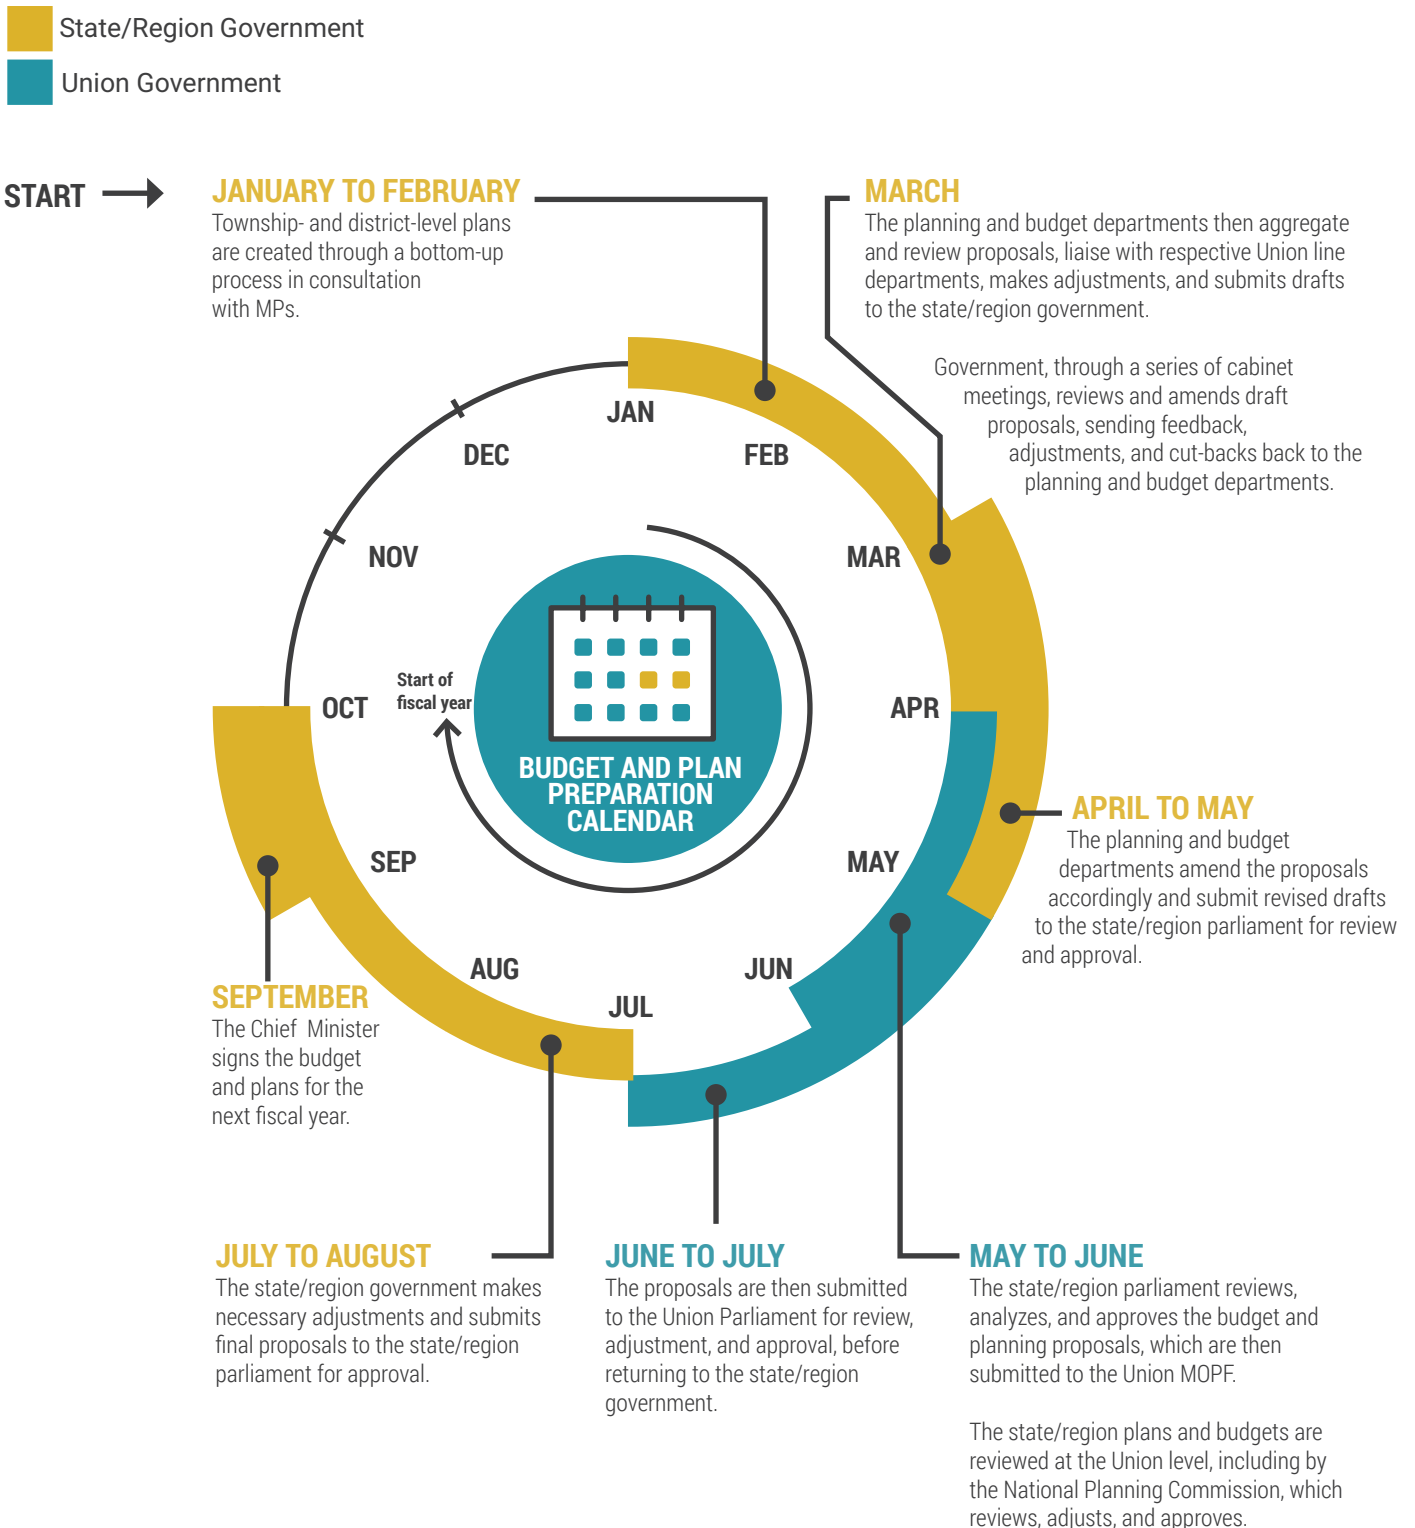 State/Region Government
Union Government
START
JANUARY TO FEBRUARY
Township- and district-level plans
are created through a bottom-up
process in consultation
with MPs.
MARCH
The planning and budget departments then aggregate
and review proposals, liaise with respective Union line
departments, makes adjustments, and submits drafts
to the state/region government.
Government, through a series of cabinet
meetings, reviews and amends draft
proposals, sending feedback,
adjustments, and cut-backs back to the
planning and budget departments.
JAN
FEB
MAR
APR
MAY
JUN
JUL
AUG
SEP
OCT
NOV
DEC
Start of
fiscal year
BUDGET AND PLAN
PREPARATION
CALENDAR
APRIL TO MAY
The planning and budget
departments amend the proposals
accordingly and submit revised drafts
to the state/region parliament for review
and approval.
SEPTEMBER
The Chief Minister
signs the budget
and plans for the
next fiscal year.
JULY TO AUGUST
The state/region government makes
necessary adjustments and submits
final proposals to the state/region
parliament for approval.
JUNE TO JULY
The proposals are then submitted
to the Union Parliament for review,
adjustment, and approval, before
returning to the state/region
government.
MAY TO JUNE
The state/region parliament reviews,
analyzes, and approves the budget and
planning proposals, which are then
submitted to the Union MOPF.
The state/region plans and budgets are
reviewed at the Union level, including by
the National Planning Commission, which
reviews, adjusts, and approves.